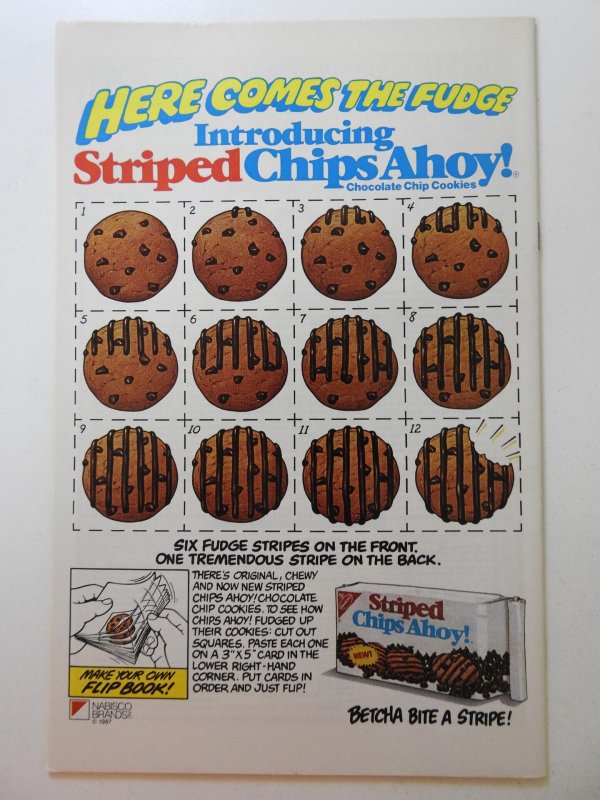 HERE COMES THE FUDGE
Introducing
Striped Chips Ahoy!®
Chocolate Chip Cookies
1
2
3
4
5
6
7
8
9
10
11
12
SIX FUDGE STRIPES ON THE FRONT.
ONE TREMENDOUS STRIPE ON THE BACK.
THERE'S ORIGINAL, CHEWY
AND NOW NEW STRIPED
CHIPS AHOY! CHOCOLATE
CHIP COOKIES. TO SEE HOW
CHIPS AHOY! FUDGED UP
THEIR COOKIES: CUT OUT
SQUARES. PASTE EACH ONE
ON A 3"X5" CARD IN THE
LOWER RIGHT-HAND
CORNER. PUT CARDS IN
ORDER AND JUST FLIP!
MAKE YOUR OWN
FLIP BOOK!
Striped
Chips Ahoy!
NEW!
NABISCO
BRANDS
© 1987
BETCHA BITE A STRIPE!